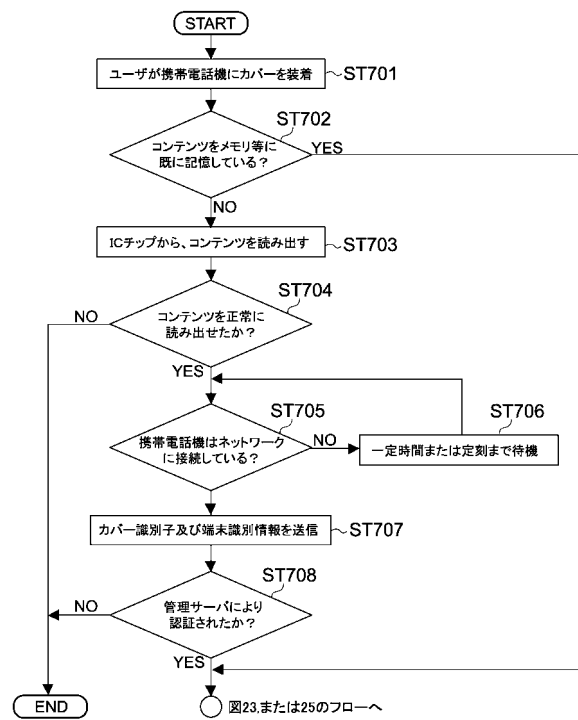 START
ユーザが携帯電話機にカバーを装着
ST701
ST702
コンテンツをメモリ等に
既に記憶している？
YES
NO
ICチップから、コンテンツを読み出す
ST703
ST704
NO
コンテンツを正常に
読み出せたか？
YES
ST705
ST706
携帯電話機はネットワーク
に接続している？
NO
一定時間または定刻まで待機
カバー識別子及び端末識別情報を送信
ST707
ST708
NO
管理サーバにより
認証されたか？
YES
END
図23,または25のフローへ